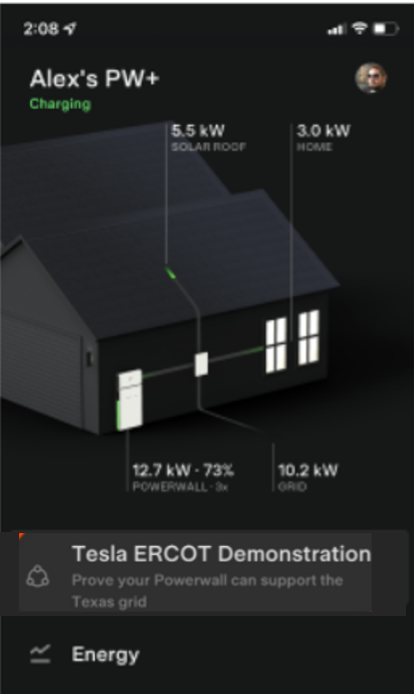 2:08
Alex's PW+
Charging
5.5 kW
SOLAR ROOF
3.0 kW
HOME
12.7 kW · 73%
POWERWALL · 3x
10.2 kW
GRID
Tesla ERCOT Demonstration
Prove your Powerwall can support the
Texas grid
Energy